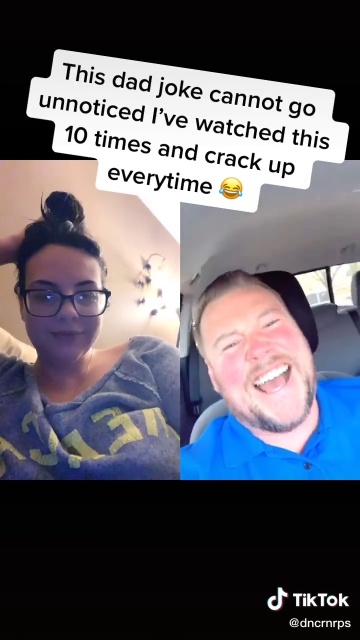 This dad joke cannot go
unnoticed I've watched this
10 times and crack up
everytime 😂
TikTok
@dncrnrps